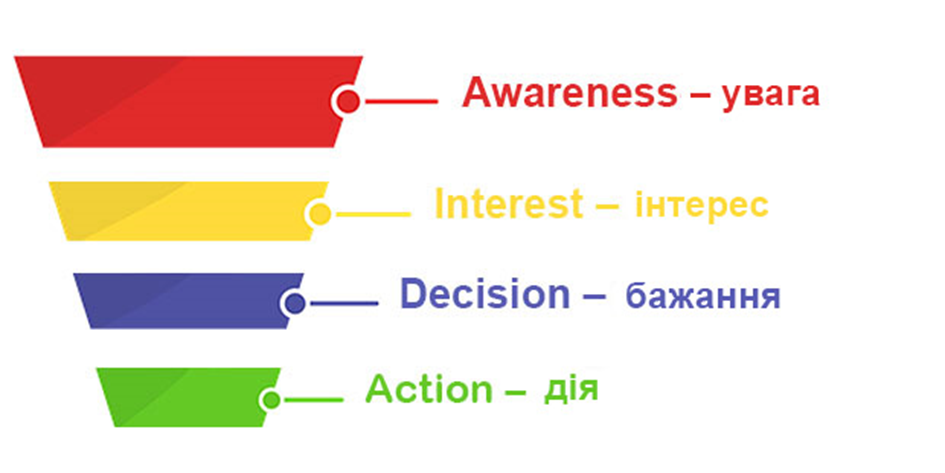 Awareness – увага
Interest – інтерес
Decision – бажання
Action – дія